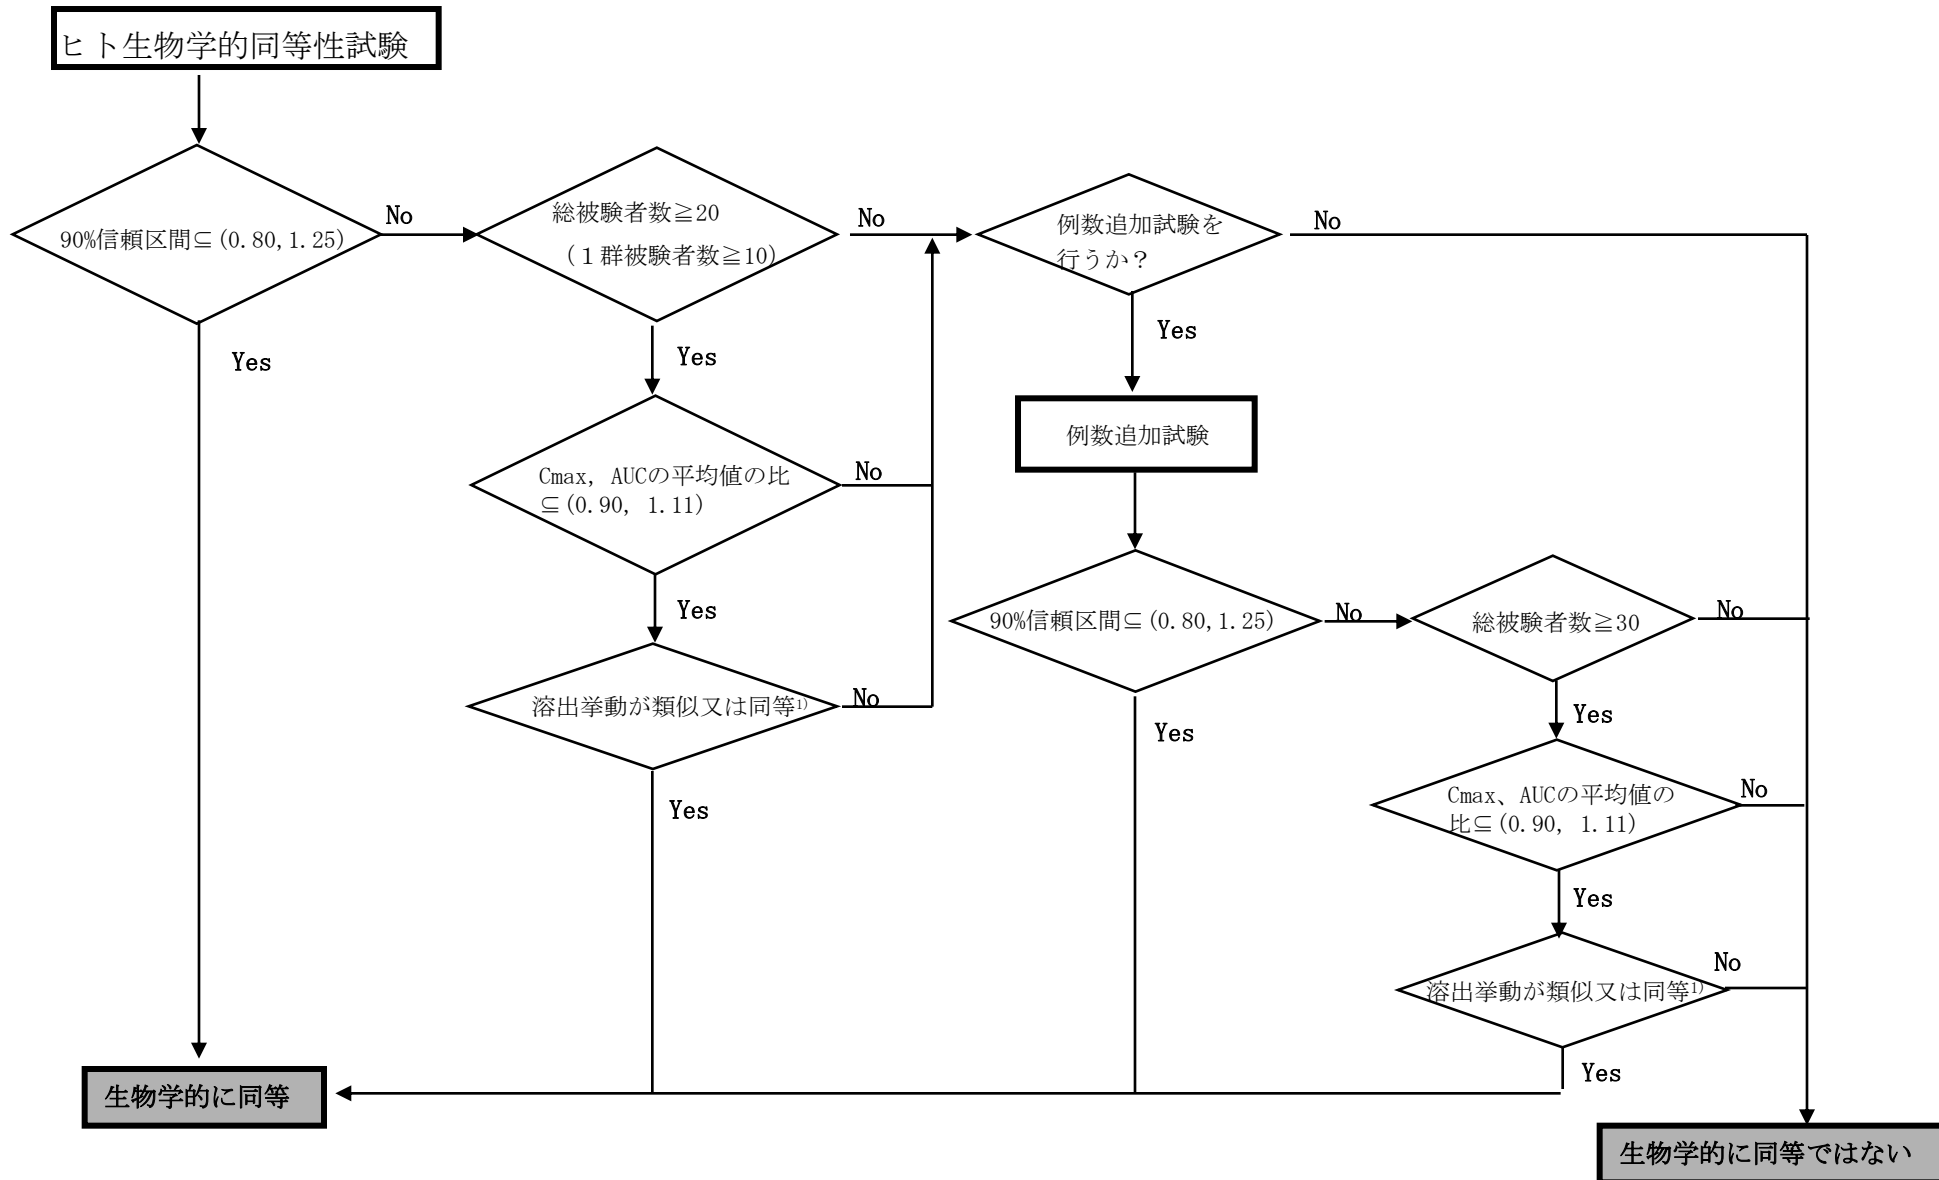 ヒト生物学的同等性試験
90%信頼区間⊆(0.80,1.25)
No
Yes
総被験者数≧20
(１群被験者数≧10)
No
Yes
Cmax, AUCの平均値の比
⊆(0.90, 1.11)
No
Yes
溶出挙動が類似又は同等1)
No
Yes
例数追加試験を
行うか？
No
Yes
例数追加試験
90%信頼区間⊆(0.80,1.25)
No
Yes
総被験者数≧30
No
Yes
Cmax、AUCの平均値の
比⊆(0.90, 1.11)
No
Yes
溶出挙動が類似又は同等1)
No
Yes
生物学的に同等
生物学的に同等ではない